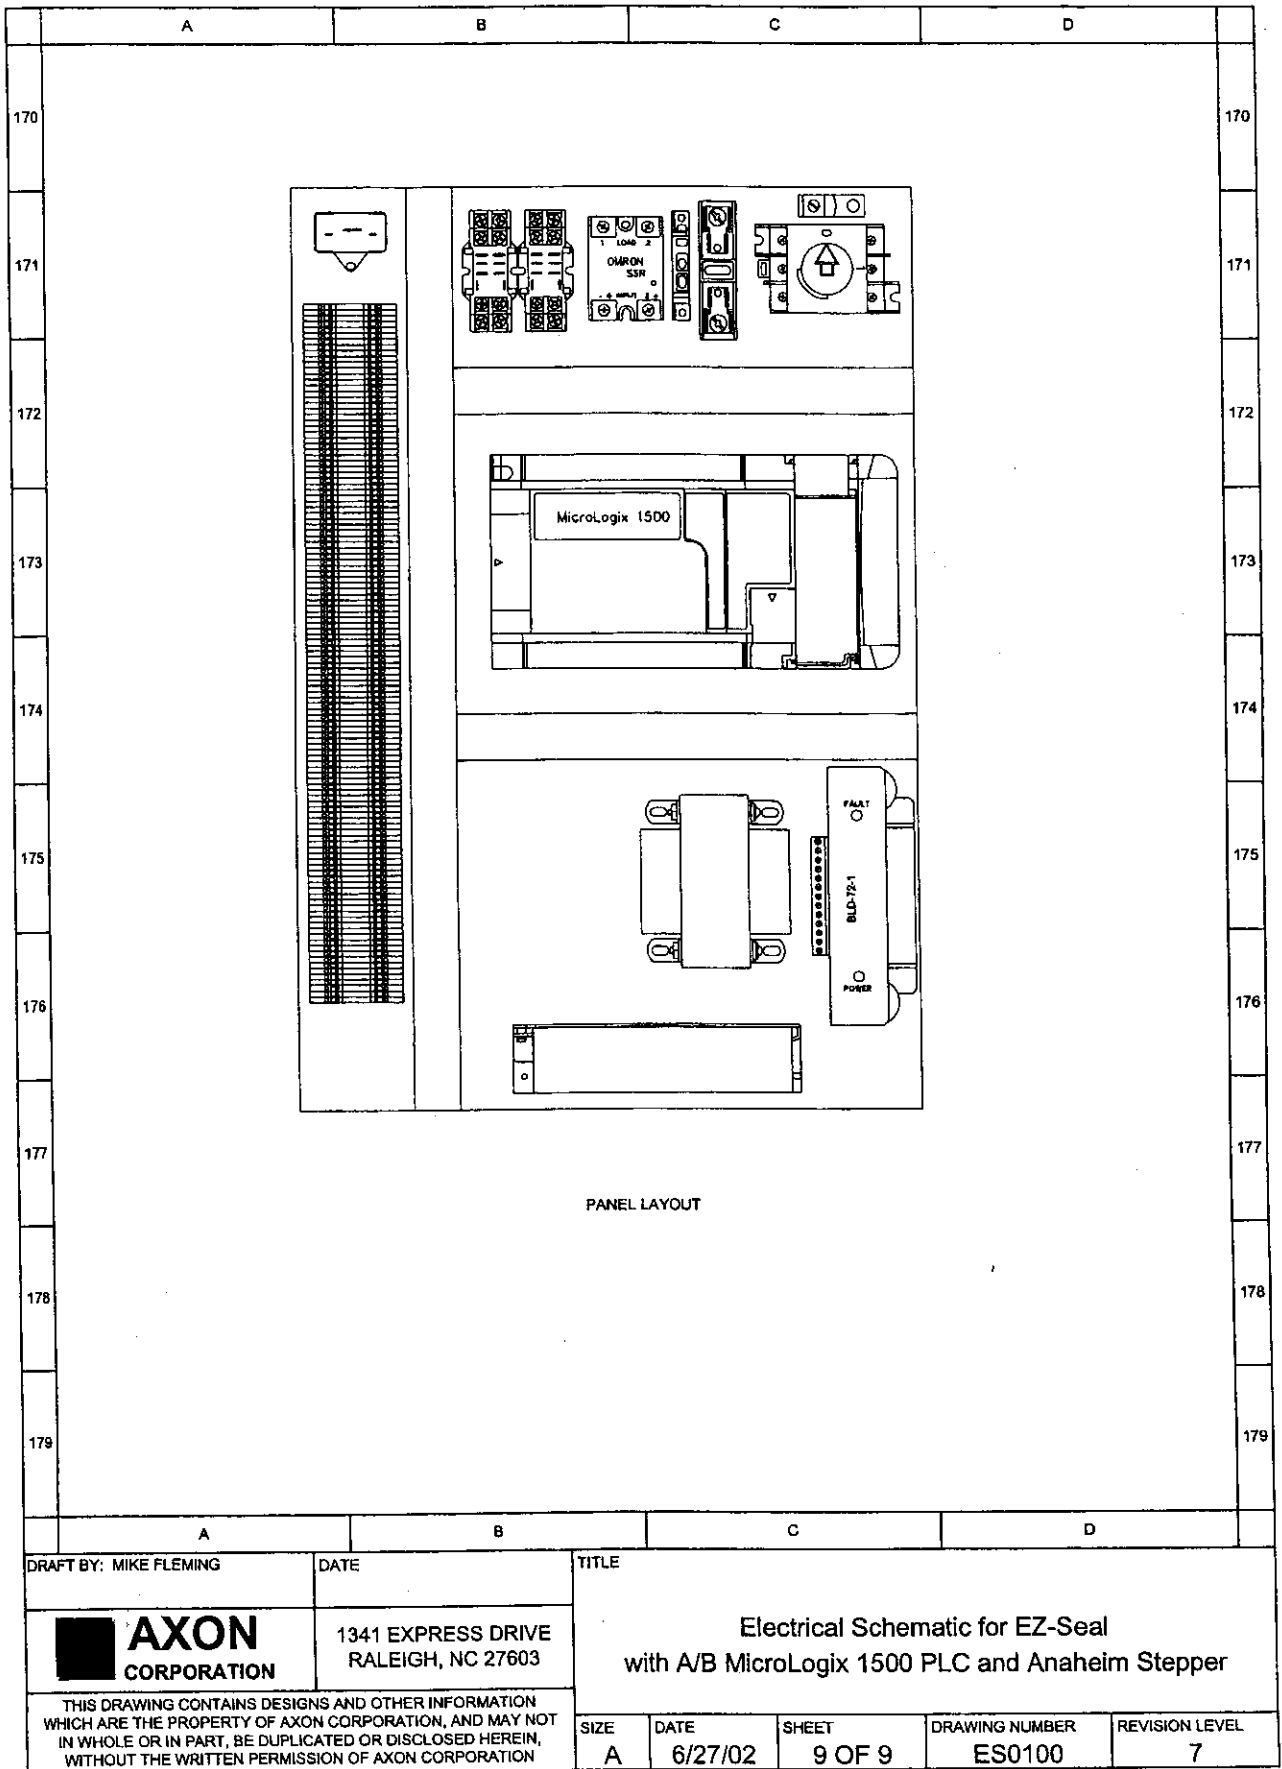 A B C D
170 170
171 171
1 LOAD 2
OMRON
SSR
INPUT
172 172
MicroLogix 1500
173 173
174 174
FAULT
175 175
BLD-72-1
POWER
176 176
177 177
PANEL LAYOUT
178 178
179 179
A B C D
DRAFT BY: MIKE FLEMING
DATE
TITLE
AXON
CORPORATION
1341 EXPRESS DRIVE
RALEIGH, NC 27603
Electrical Schematic for EZ-Seal
with A/B MicroLogix 1500 PLC and Anaheim Stepper
THIS DRAWING CONTAINS DESIGNS AND OTHER INFORMATION
WHICH ARE THE PROPERTY OF AXON CORPORATION, AND MAY NOT
IN WHOLE OR IN PART, BE DUPLICATED OR DISCLOSED HEREIN,
WITHOUT THE WRITTEN PERMISSION OF AXON CORPORATION
SIZE DATE SHEET DRAWING NUMBER REVISION LEVEL
A 6/27/02 9 OF 9 ES0100 7